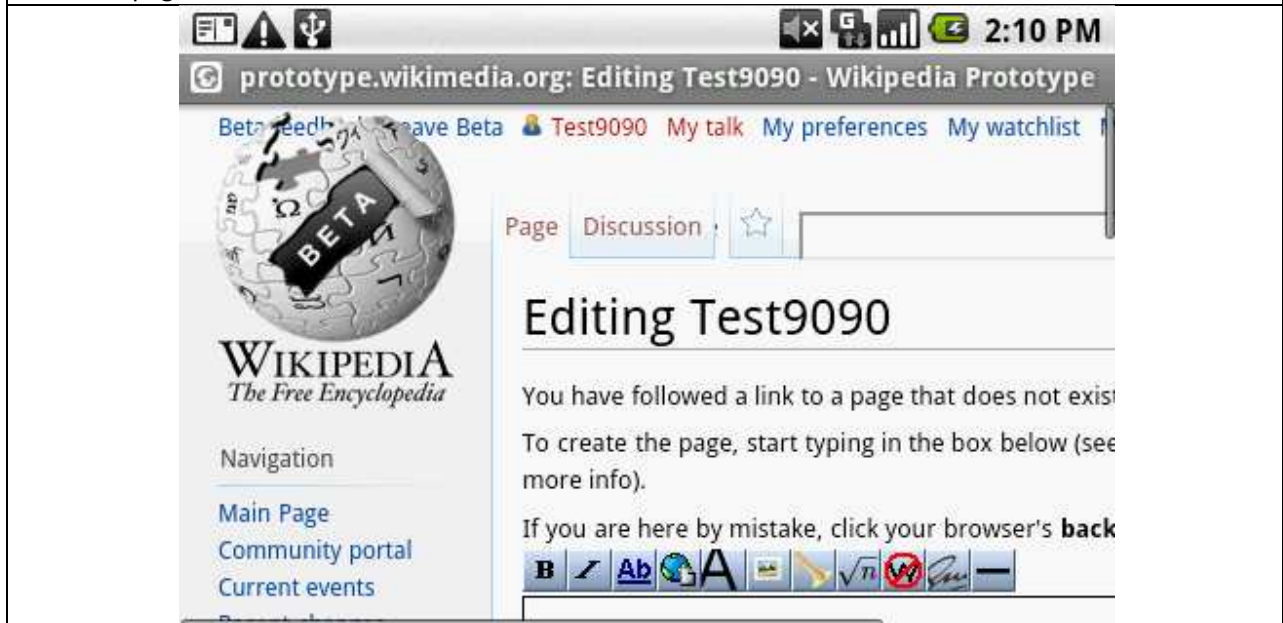 2:10 PM
prototype.wikimedia.org: Editing Test9090 - Wikipedia Prototype
Beta Beta Test9090 My talk My preferences My watchlist
BETA
Page Discussion
Editing Test9090
WIKIPEDIA
The Free Encyclopedia
You have followed a link to a page that does not exist
To create the page, start typing in the box below (see
more info).
Navigation
If you are here by mistake, click your browser's back
Main Page
Community portal
Current events
B I Ab A √n W